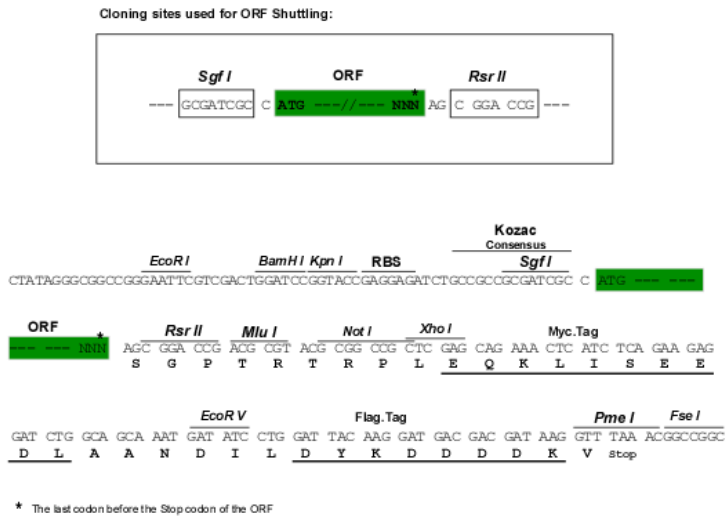 Cloning sites used for ORF Shuttling:
Sgf I ORF Rsr II
*
--- GCGATCGC C ATG ---//--- NNN AG C GGA CCG ---
Kozac
Consensus
EcoR I BamH I Kpn I RBS Sgf I
CTATAGGGCGGCCGGGAATTCGTCGACTGGATCCGGTACCGAGGAGATCTGCCGCCGCGATCGC C ATG --- ---
ORF
*
Rsr II Mlu I Not I Xho I Myc.Tag
--- --- NNN AGC GGA CCG ACG CGT ACG CGG CCG CTC GAG CAG AAA CTC ATC TCA GAA GAG
S G P T R T R P L E Q K L I S E E
EcoR V Flag.Tag Pme I Fse I
GAT CTG GCA GCA AAT GAT ATC CTG GAT TAC AAG GAT GAC GAC GAT AAG GTT TAA ACGGCCGGC
D L A A N D I L D Y K D D D D K V Stop
* The last codon before the Stop codon of the ORF